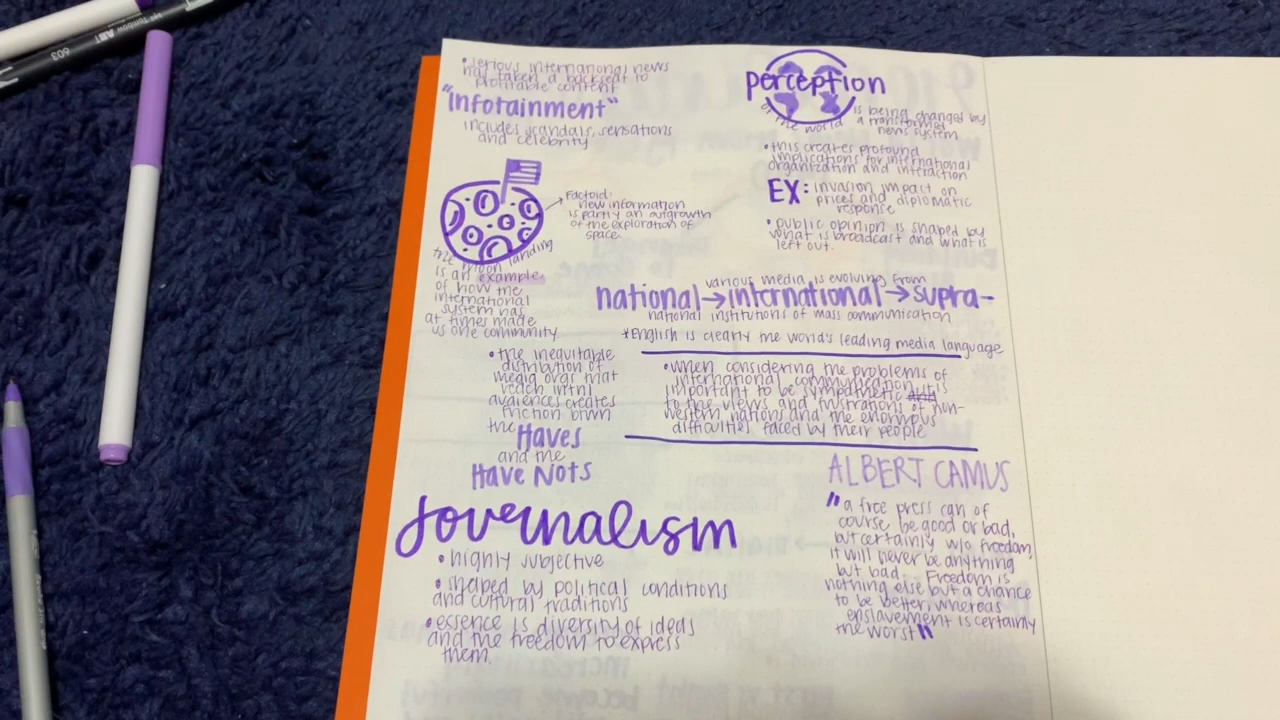 Tombow ABT
603
• serious international news
has taken a backseat to
profitable content
"Infotainment"
includes scandals, sensations
and celebrity
Factoid:
new information
is partly an outgrowth
of the exploration of
space.
the moon landing
is an example
of how the
international
system has
at times made
us one community
• the inequitable
distribution of
media orgs that
reach intnl
audiences creates
friction btwn
the Haves
and the
Have Nots
Journalism
• highly subjective
• shaped by political conditions
and cultural traditions
• essence is diversity of ideas
and the freedom to express
them.
perception
of the world
is being changed by
a transformed
news system
• this creates profound
implications for international
organization and interaction
EX: invasion impact on
prices and diplomatic
response
• public opinion is shaped by
what is broadcast and what is
left out.
various media is evolving from
national → international → supra-
national institutions of mass communication
*English is clearly the world's leading media language
• when considering the problems of
international communication, it is
important to be sympathetic
to the views and frustrations of non-
western nations and the enormous
difficulties faced by their people
ALBERT CAMUS
"a free press can of
course be good or bad,
but certainly w/o freedom,
it will never be anything
but bad. Freedom is
nothing else but a chance
to be better, whereas
enslavement is certainly
the worst"